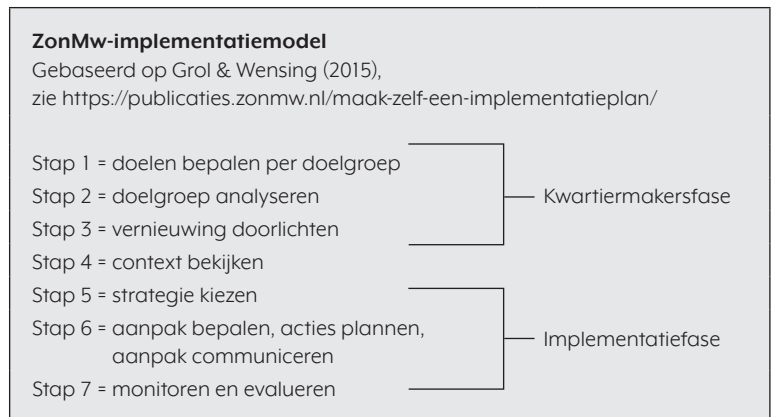 ZonMw-implementatiemodel
Gebaseerd op Grol & Wensing (2015),
zie https://publicaties.zonmw.nl/maak-zelf-een-implementatieplan/
Stap 1 = doelen bepalen per doelgroep
Stap 2 = doelgroep analyseren
Stap 3 = vernieuwing doorlichten
Kwartiermakersfase
Stap 4 = context bekijken
Stap 5 = strategie kiezen
Stap 6 = aanpak bepalen, acties plannen,
aanpak communiceren
Stap 7 = monitoren en evalueren
Implementatiefase